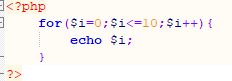 <?php
    for($i=0;$i<=10;$i++){
        echo $i;
    }
?>